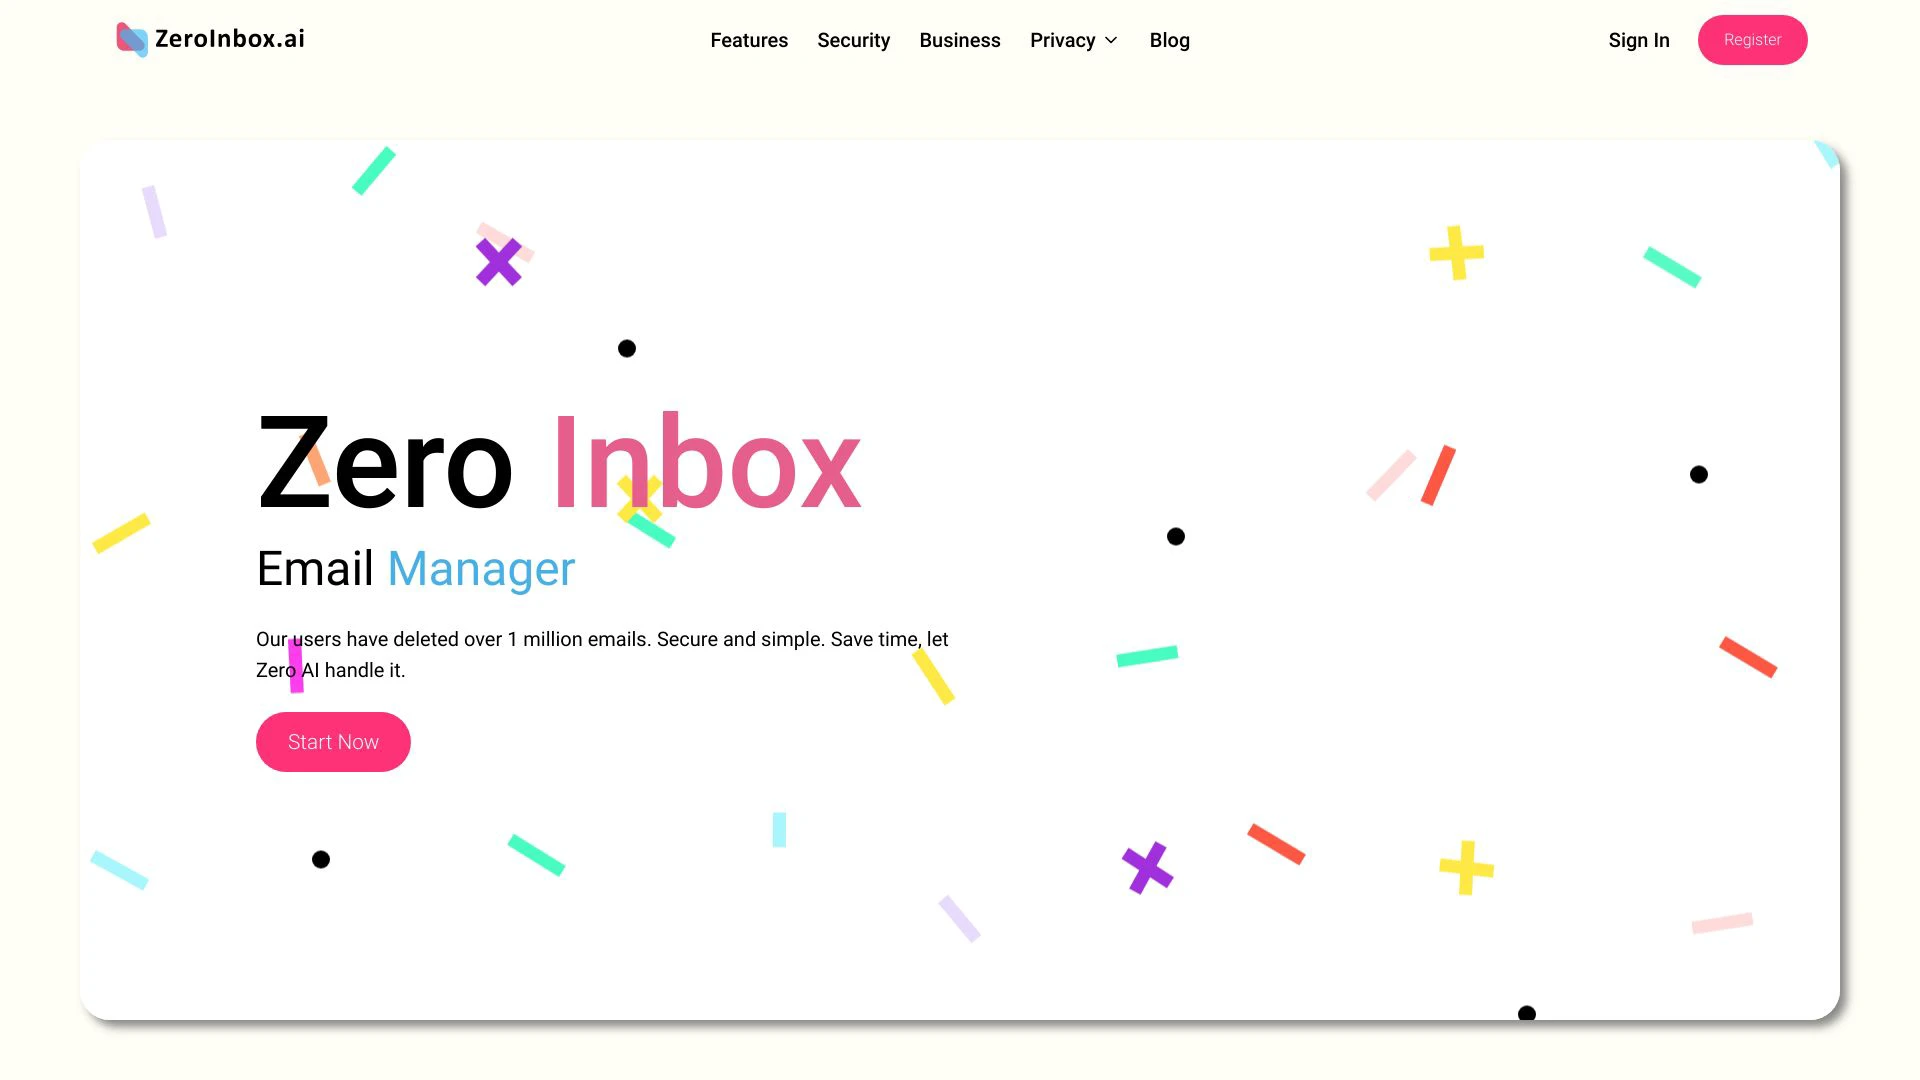 ZeroInbox.ai
Features Security Business Privacy Blog
Sign In Register
Zero Inbox
Email Manager
Our users have deleted over 1 million emails. Secure and simple. Save time, let
Zero AI handle it.
Start Now